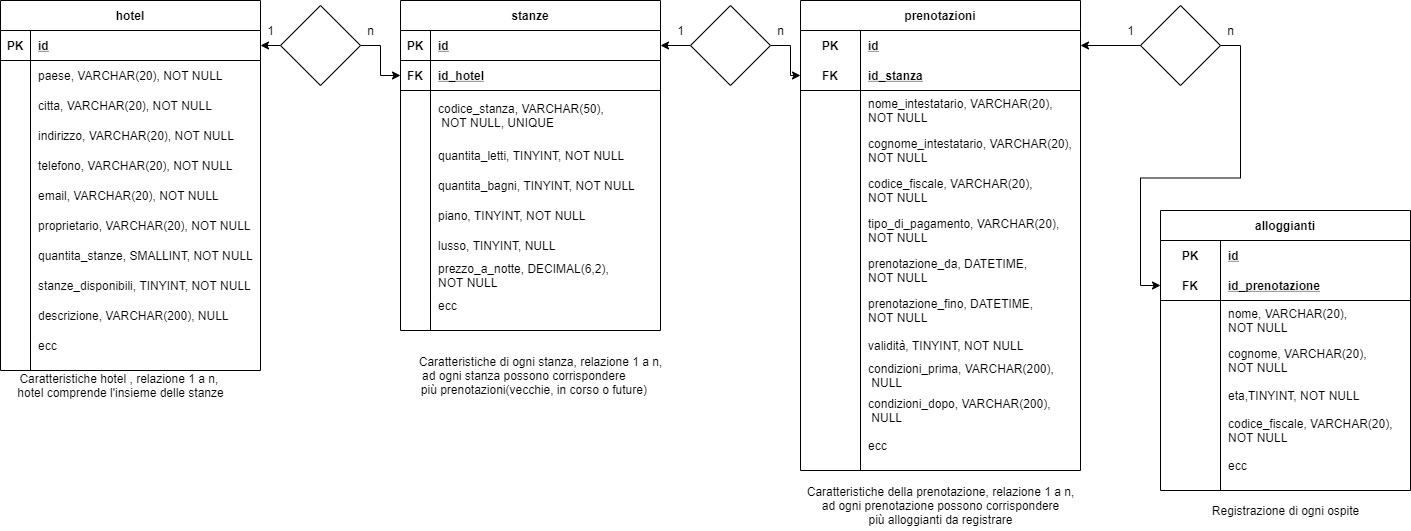 hotel
PK id
paese, VARCHAR(20), NOT NULL
citta, VARCHAR(20), NOT NULL
indirizzo, VARCHAR(20), NOT NULL
telefono, VARCHAR(20), NOT NULL
email, VARCHAR(20), NOT NULL
proprietario, VARCHAR(20), NOT NULL
quantita_stanze, SMALLINT, NOT NULL
stanze_disponibili, TINYINT, NOT NULL
descrizione, VARCHAR(200), NULL
ecc
Caratteristiche hotel , relazione 1 a n,
hotel comprende l'insieme delle stanze
1
n
stanze
PK id
FK id_hotel
codice_stanza, VARCHAR(50),
NOT NULL, UNIQUE
quantita_letti, TINYINT, NOT NULL
quantita_bagni, TINYINT, NOT NULL
piano, TINYINT, NOT NULL
lusso, TINYINT, NULL
prezzo_a_notte, DECIMAL(6,2),
NOT NULL
ecc
Caratteristiche di ogni stanza, relazione 1 a n,
ad ogni stanza possono corrispondere
più prenotazioni(vecchie, in corso o future)
1
n
prenotazioni
PK id
FK id_stanza
nome_intestatario, VARCHAR(20),
NOT NULL
cognome_intestatario, VARCHAR(20),
NOT NULL
codice_fiscale, VARCHAR(20),
NOT NULL
tipo_di_pagamento, VARCHAR(20),
NOT NULL
prenotazione_da, DATETIME,
NOT NULL
prenotazione_fino, DATETIME,
NOT NULL
validità, TINYINT, NOT NULL
condizioni_prima, VARCHAR(200),
NULL
condizioni_dopo, VARCHAR(200),
NULL
ecc
Caratteristiche della prenotazione, relazione 1 a n,
ad ogni prenotazione possono corrispondere
più alloggianti da registrare
1
n
alloggianti
PK id
FK id_prenotazione
nome, VARCHAR(20),
NOT NULL
cognome, VARCHAR(20),
NOT NULL
eta,TINYINT, NOT NULL
codice_fiscale, VARCHAR(20),
NOT NULL
ecc
Registrazione di ogni ospite